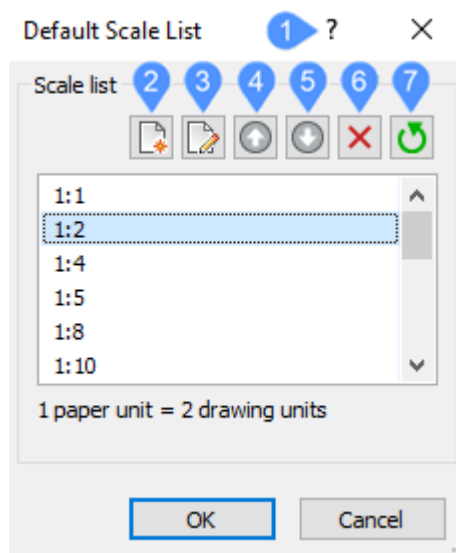 Default Scale List 1 ?
Scale list 2 3 4 5 6 7
1:1
1:2
1:4
1:5
1:8
1:10
1 paper unit = 2 drawing units
OK Cancel